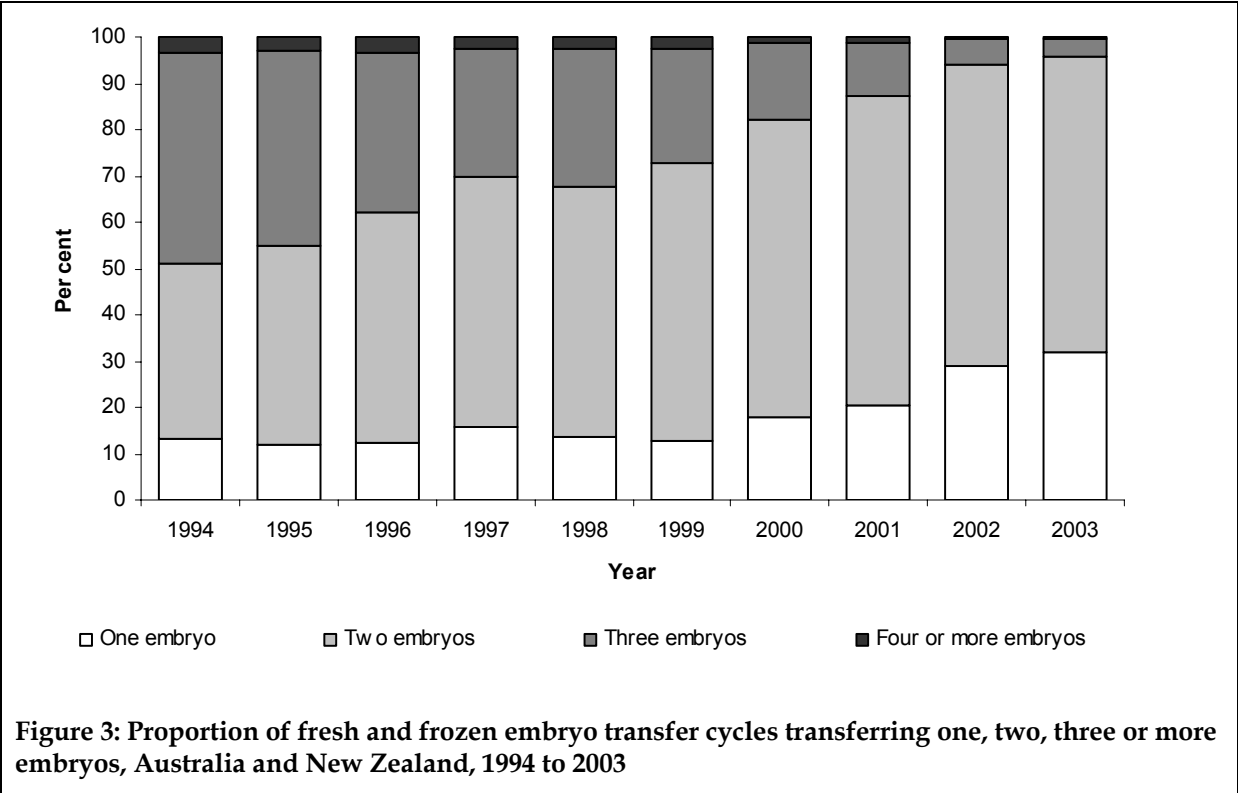 100
90
80
70
60
50
40
30
20
10
0
Per cent
1994 1995 1996 1997 1998 1999 2000 2001 2002 2003
Year
One embryo Two embryos Three embryos Four or more embryos
Figure 3: Proportion of fresh and frozen embryo transfer cycles transferring one, two, three or more
embryos, Australia and New Zealand, 1994 to 2003